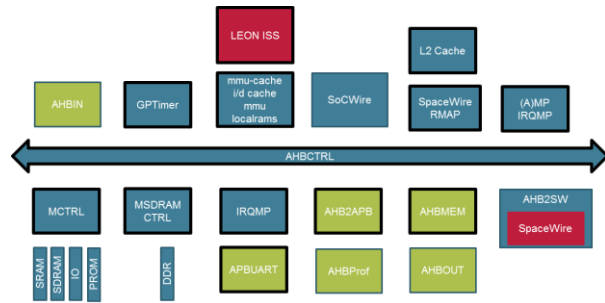 LEON ISS
L2 Cache
AHBIN
GPTimer
mmu-cache
i/d cache
mmu
localrams
SoCWire
SpaceWire
RMAP
(A)MP
IRQMP
AHBCTRL
MCTRL
MSDRAM
CTRL
IRQMP
AHB2APB
AHBMEM
AHB2SW
SpaceWire
SRAM
SDRAM
IO
PROM
DDR
APBUART
AHBProf
AHBOUT